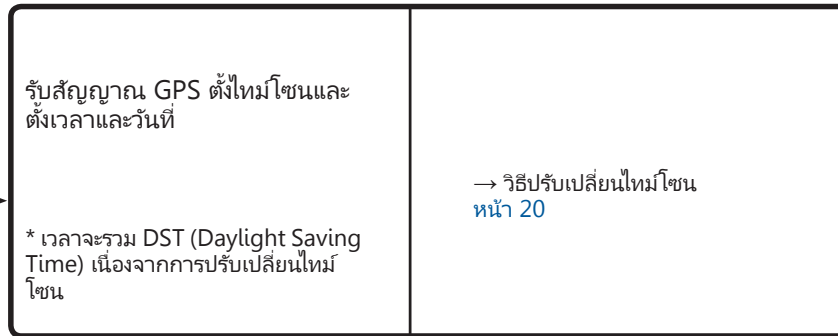 รับสัญญาณ GPS ตั้งไทม์โซนและ
ตั้งเวลาและวันที่
* เวลาจะรวม DST (Daylight Saving
Time) เนื่องจากการปรับเปลี่ยนไทม์
โซน
→ วิธีปรับเปลี่ยนไทม์โซน
หน้า 20